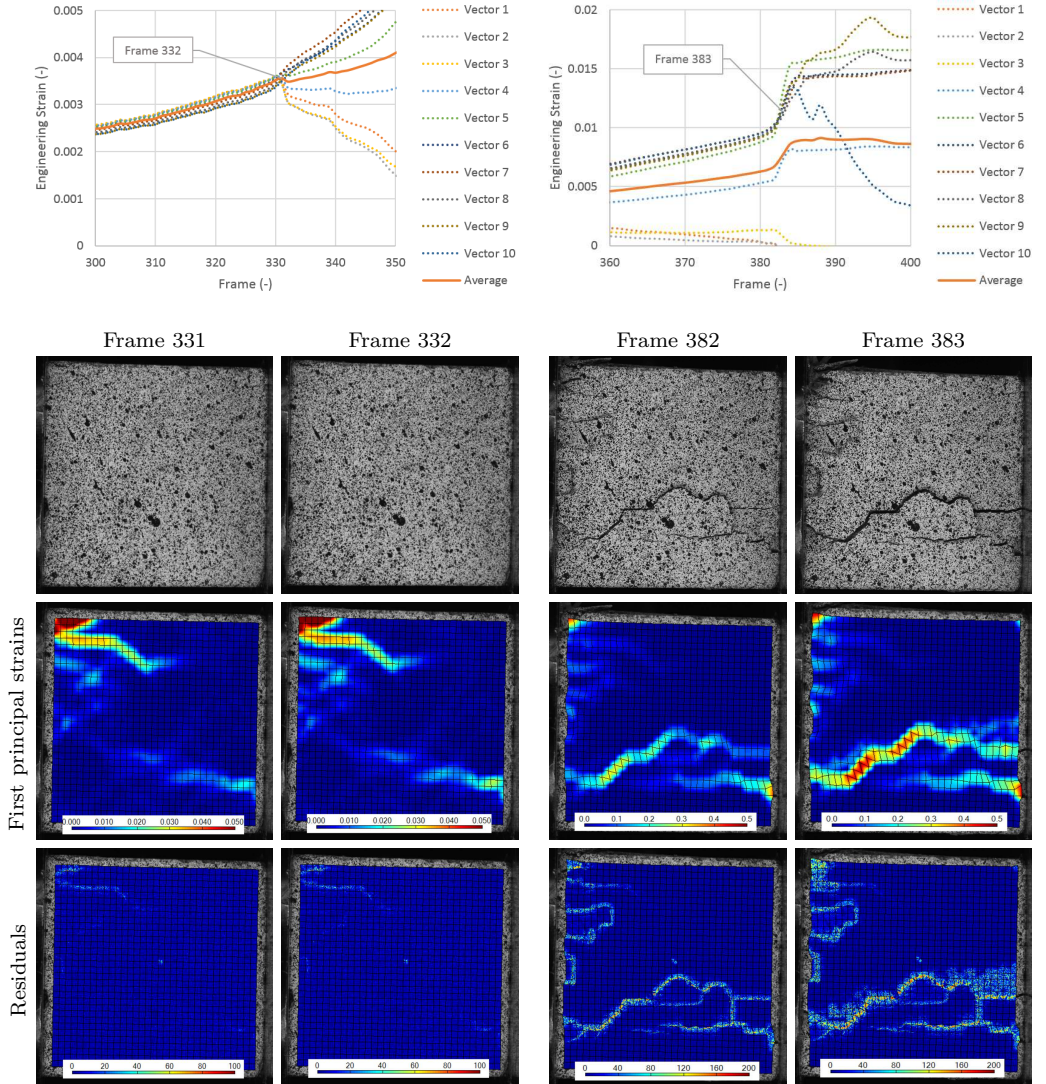 0.005
0.004
0.003
0.002
0.001
0
300 310 320 330 340 350
Engineering Strain (-)
Frame (-)
Frame 332
Vector 1
Vector 2
Vector 3
Vector 4
Vector 5
Vector 6
Vector 7
Vector 8
Vector 9
Vector 10
Average
0.02
0.015
0.01
0.005
0
360 370 380 390 400
Engineering Strain (-)
Frame (-)
Frame 383
Vector 1
Vector 2
Vector 3
Vector 4
Vector 5
Vector 6
Vector 7
Vector 8
Vector 9
Vector 10
Average
Frame 331 Frame 332 Frame 382 Frame 383
First principal strains
0.000 0.010 0.020 0.030 0.040 0.050
0.000 0.010 0.020 0.030 0.040 0.050
0.0 0.1 0.2 0.3 0.4 0.5
0.0 0.1 0.2 0.3 0.4 0.5
Residuals
0 20 40 60 80 100
0 20 40 60 80 100
0 40 80 120 160 200
0 40 80 120 160 200